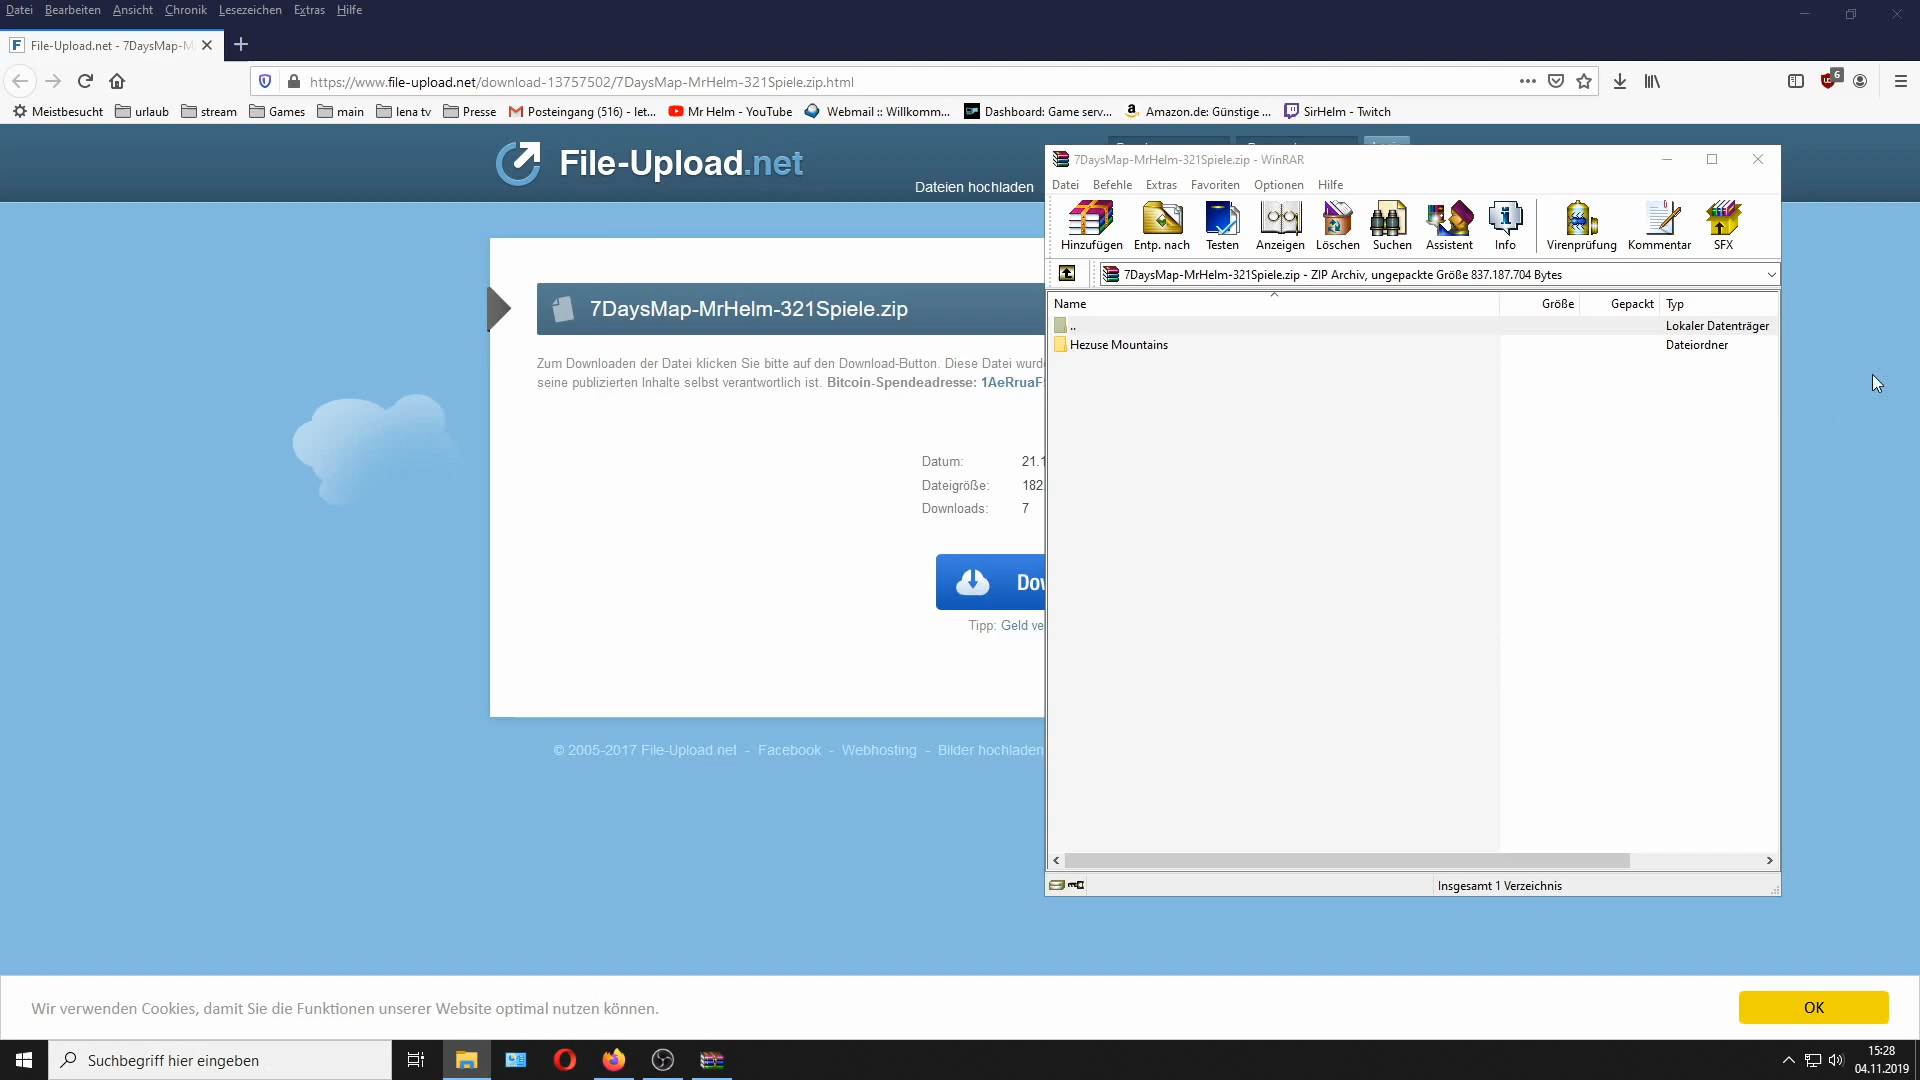 Datei Bearbeiten Ansicht Chronik Lesezeichen Extras Hilfe
F File-Upload.net - 7DaysMap-M
https://www.file-upload.net/download-13757502/7DaysMap-MrHelm-321Spiele.zip.html
6
Meistbesucht urlaub stream Games main lena tv Presse Posteingang (516) - let... Mr Helm - YouTube Webmail :: Willkomm... Dashboard: Game serv... Amazon.de: Günstige ... SirHelm - Twitch
File-Upload.net
Dateien hochladen
7DaysMap-MrHelm-321Spiele.zip
Zum Downloaden der Datei klicken Sie bitte auf den Download-Button. Diese Datei wurde
seine publizierten Inhalte selbst verantwortlich ist. Bitcoin-Spendeadresse: 1AeRruaF
Datum: 21.1
Dateigröße: 182
Downloads: 7
Dow
Tipp: Geld ve
© 2005-2017 File-Upload.net - Facebook - Webhosting - Bilder hochladen
7DaysMap-MrHelm-321Spiele.zip - WinRAR
Datei Befehle Extras Favoriten Optionen Hilfe
Hinzufügen Entp. nach Testen Anzeigen Löschen Suchen Assistent Info Virenprüfung Kommentar SFX
7DaysMap-MrHelm-321Spiele.zip - ZIP Archiv, ungepackte Größe 837.187.704 Bytes
Name Größe Gepackt Typ
.. Lokaler Datenträger
Hezuse Mountains Dateiordner
Insgesamt 1 Verzeichnis
Wir verwenden Cookies, damit Sie die Funktionen unserer Website optimal nutzen können.
OK
Suchbegriff hier eingeben
15:28
04.11.2019